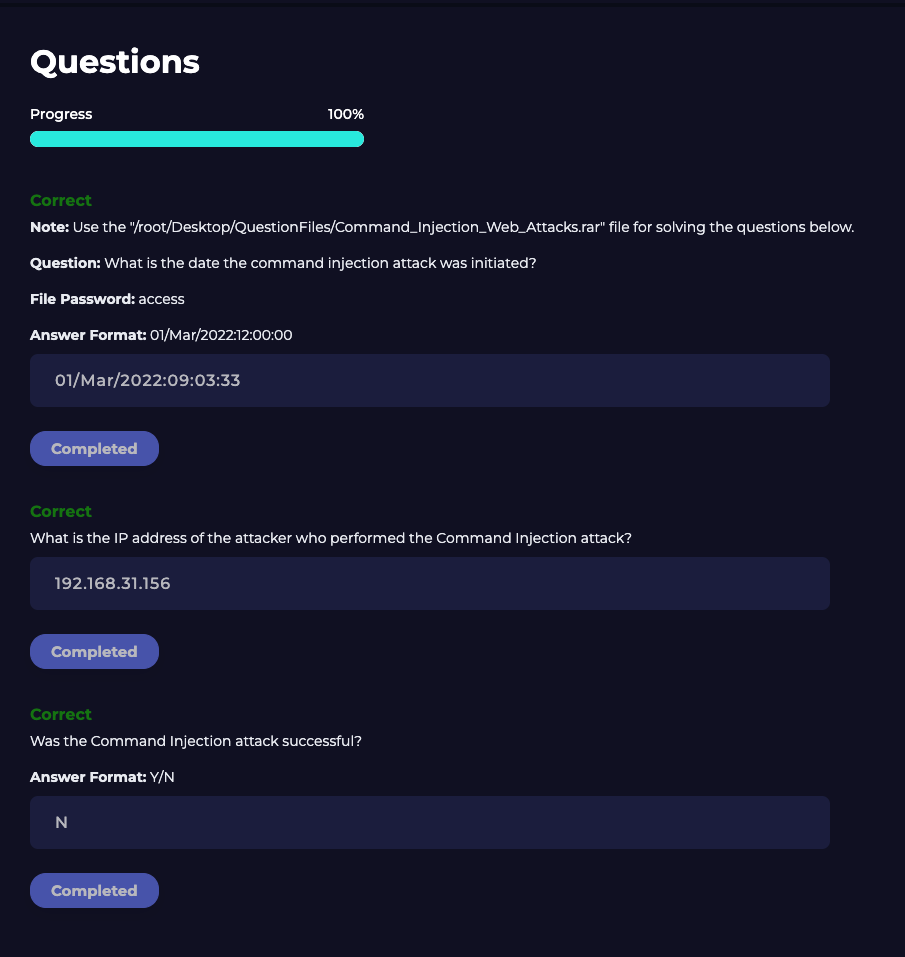 Questions
Progress 100%
Correct
Note: Use the "/root/Desktop/QuestionFiles/Command_Injection_Web_Attacks.rar" file for solving the questions below.
Question: What is the date the command injection attack was initiated?
File Password: access
Answer Format: 01/Mar/2022:12:00:00
01/Mar/2022:09:03:33
Completed
Correct
What is the IP address of the attacker who performed the Command Injection attack?
192.168.31.156
Completed
Correct
Was the Command Injection attack successful?
Answer Format: Y/N
N
Completed